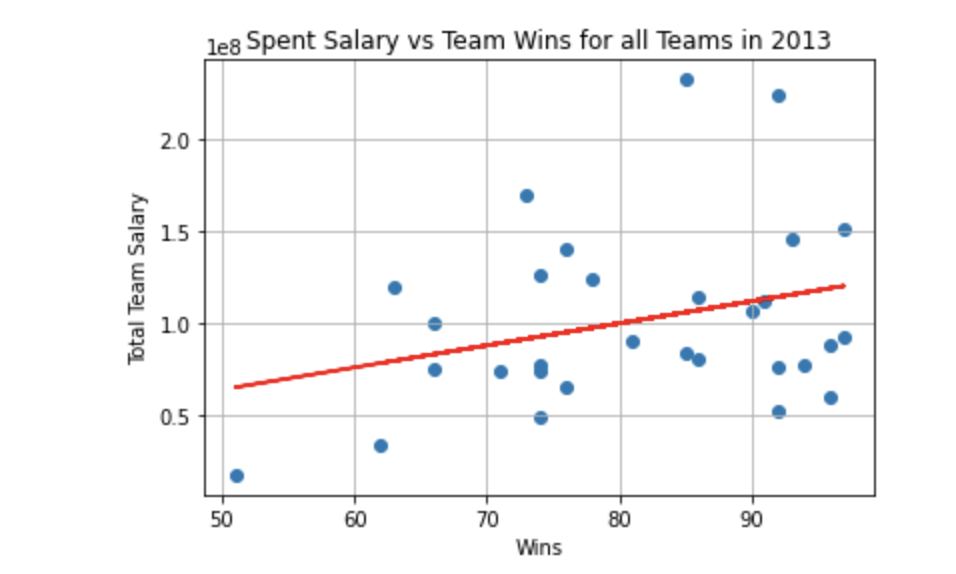 Spent Salary vs Team Wins for all Teams in 2013
1e8
2.0
1.5
1.0
0.5
Total Team Salary
50 60 70 80 90
Wins